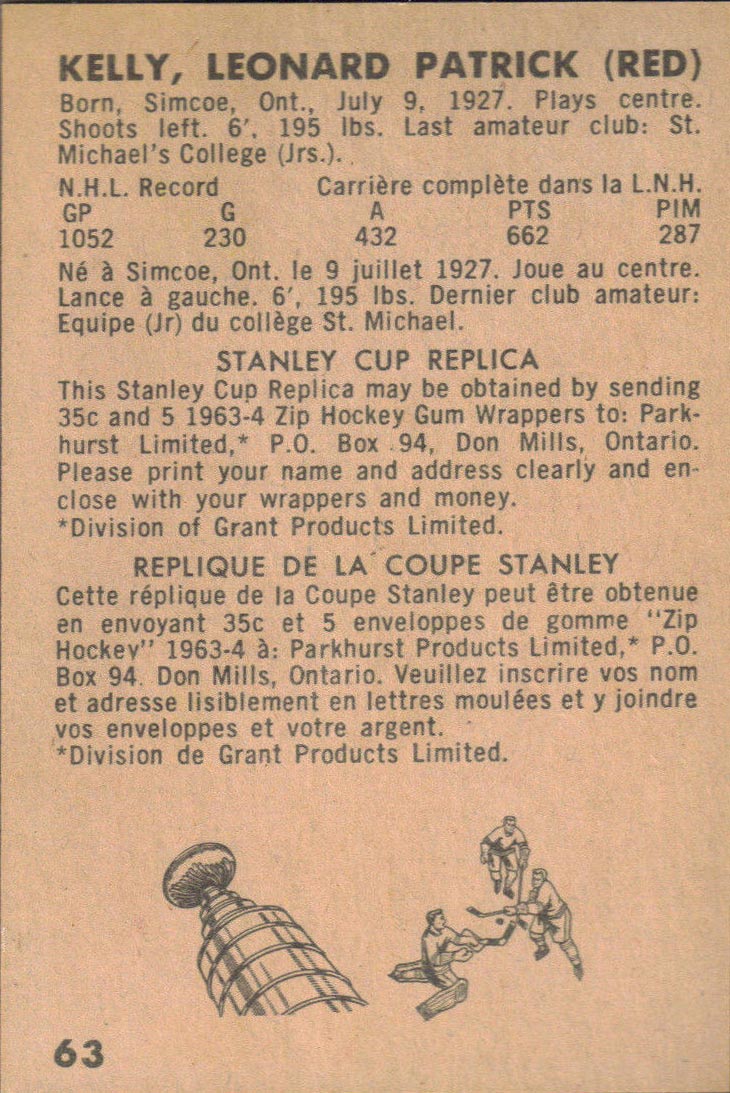 KELLY, LEONARD PATRICK (RED)
Born, Simcoe, Ont., July 9, 1927. Plays centre.
Shoots left. 6', 195 lbs. Last amateur club: St.
Michael's College (Jrs.).
N.H.L. Record Carrière complète dans la L.N.H.
GP G A PTS PIM
1052 230 432 662 287
Né à Simcoe, Ont. le 9 juillet 1927. Joue au centre.
Lance à gauche. 6', 195 lbs. Dernier club amateur:
Equipe (Jr) du collège St. Michael.
STANLEY CUP REPLICA
This Stanley Cup Replica may be obtained by sending
35c and 5 1963-4 Zip Hockey Gum Wrappers to: Park-
hurst Limited,* P.O. Box 94, Don Mills, Ontario.
Please print your name and address clearly and en-
close with your wrappers and money.
*Division of Grant Products Limited.
REPLIQUE DE LA COUPE STANLEY
Cette réplique de la Coupe Stanley peut être obtenue
en envoyant 35c et 5 enveloppes de gomme "Zip
Hockey" 1963-4 à: Parkhurst Products Limited,* P.O.
Box 94. Don Mills, Ontario. Veuillez inscrire vos nom
et adresse lisiblement en lettres moulées et y joindre
vos enveloppes et votre argent.
*Division de Grant Products Limited.
63